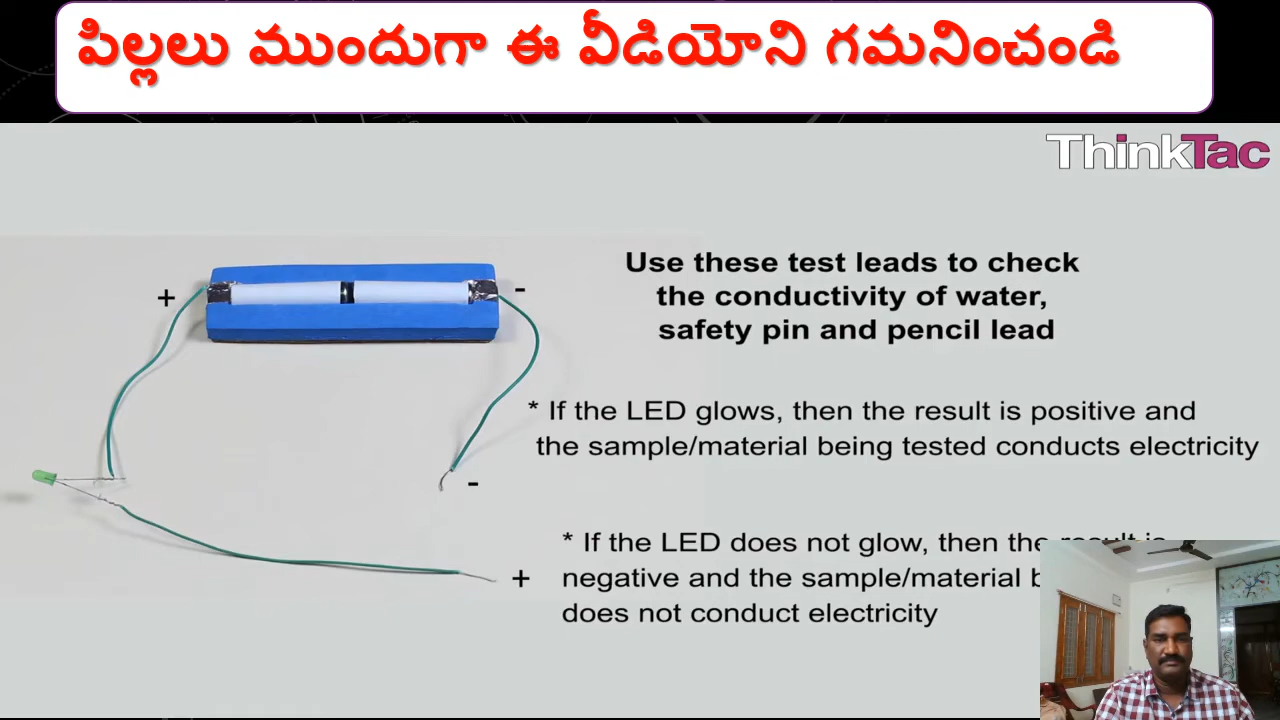 పిల్లలు ముందుగా ఈ వీడియోని గమనించండి
ThinkTac
Use these test leads to check
the conductivity of water,
safety pin and pencil lead
+
-
* If the LED glows, then the result is positive and
the sample/material being tested conducts electricity
-
* If the LED does not glow, then the result is
+
negative and the sample/material
does not conduct electricity